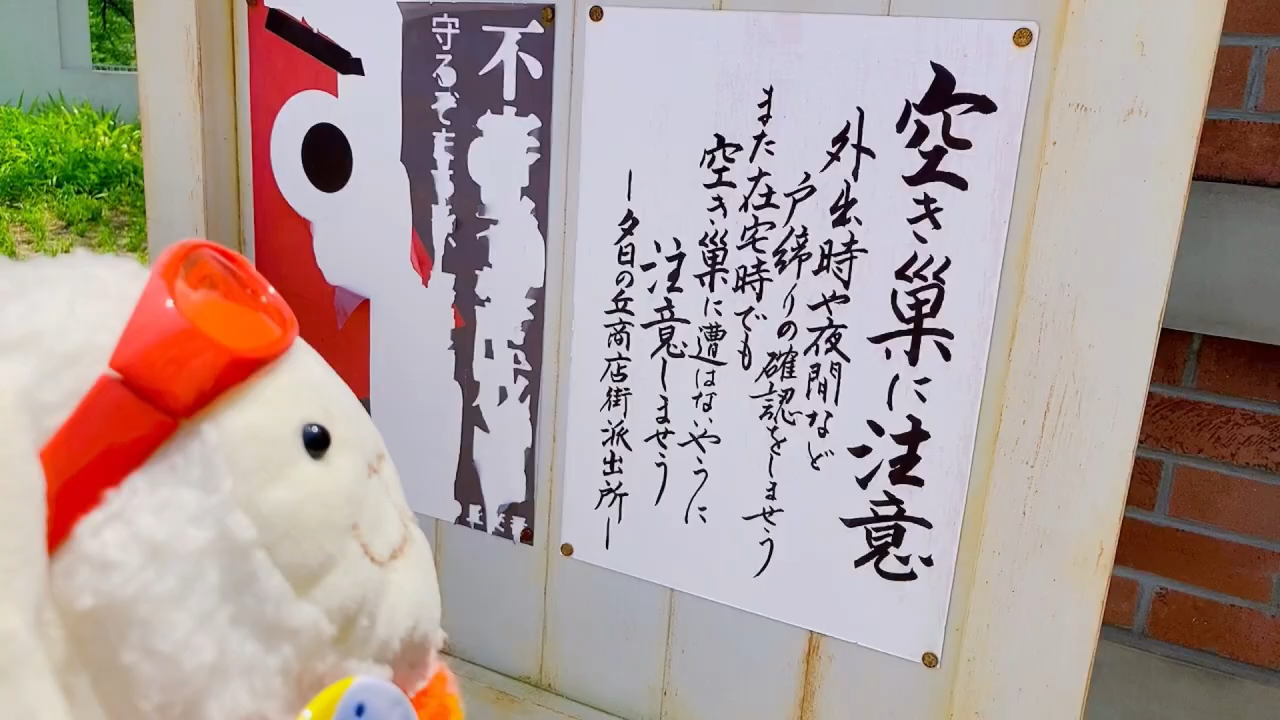 空き巣に注意
外出時や夜間など
戸締りの確認をしませう
また在宅時でも
空き巣に遭はないやうに
注意しませう
ー夕日の丘商店街派出所ー
不
守るぞ